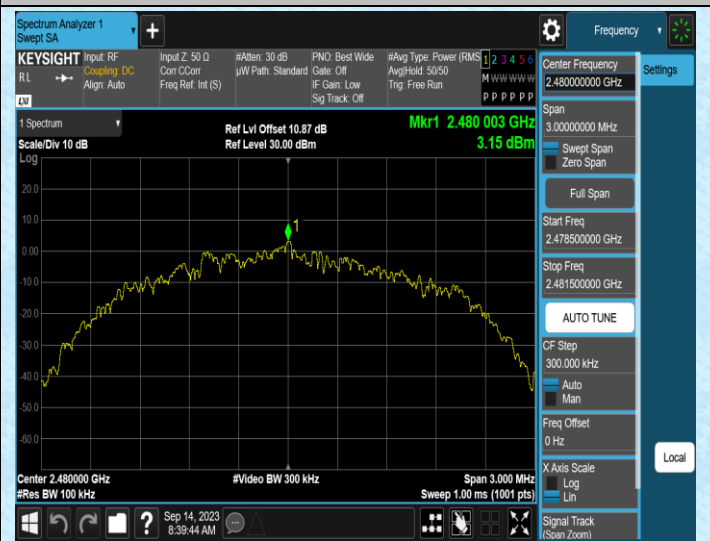 Spectrum Analyzer 1
Swept SA
Frequency
KEYSIGHT
RL
LXI
Input: RF
Coupling: DC
Align: Auto
Input Z: 50 Ω
Corr CCorr
Freq Ref: Int (S)
#Atten: 30 dB
µW Path: Standard
PNO: Best Wide
Gate: Off
IF Gain: Low
Sig Track: Off
#Avg Type: Power (RMS
Avg|Hold: 50/50
Trig: Free Run
1 2 3 4 5 6
M W W W W W
P P P P P P
1 Spectrum
Scale/Div 10 dB
Log
Ref Lvl Offset 10.87 dB
Ref Level 30.00 dBm
Mkr1 2.480 003 GHz
3.15 dBm
1
20.0
10.0
0.00
-10.0
-20.0
-30.0
-40.0
-50.0
-60.0
Center 2.480000 GHz
#Res BW 100 kHz
#Video BW 300 kHz
Span 3.000 MHz
Sweep 1.00 ms (1001 pts)
Center Frequency
2.480000000 GHz
Settings
Span
3.00000000 MHz
Swept Span
Zero Span
Full Span
Start Freq
2.478500000 GHz
Stop Freq
2.481500000 GHz
AUTO TUNE
CF Step
300.000 kHz
Auto
Man
Freq Offset
0 Hz
X Axis Scale
Log
Lin
Local
Signal Track
(Span Zoom)
?
Sep 14, 2023
8:39:44 AM